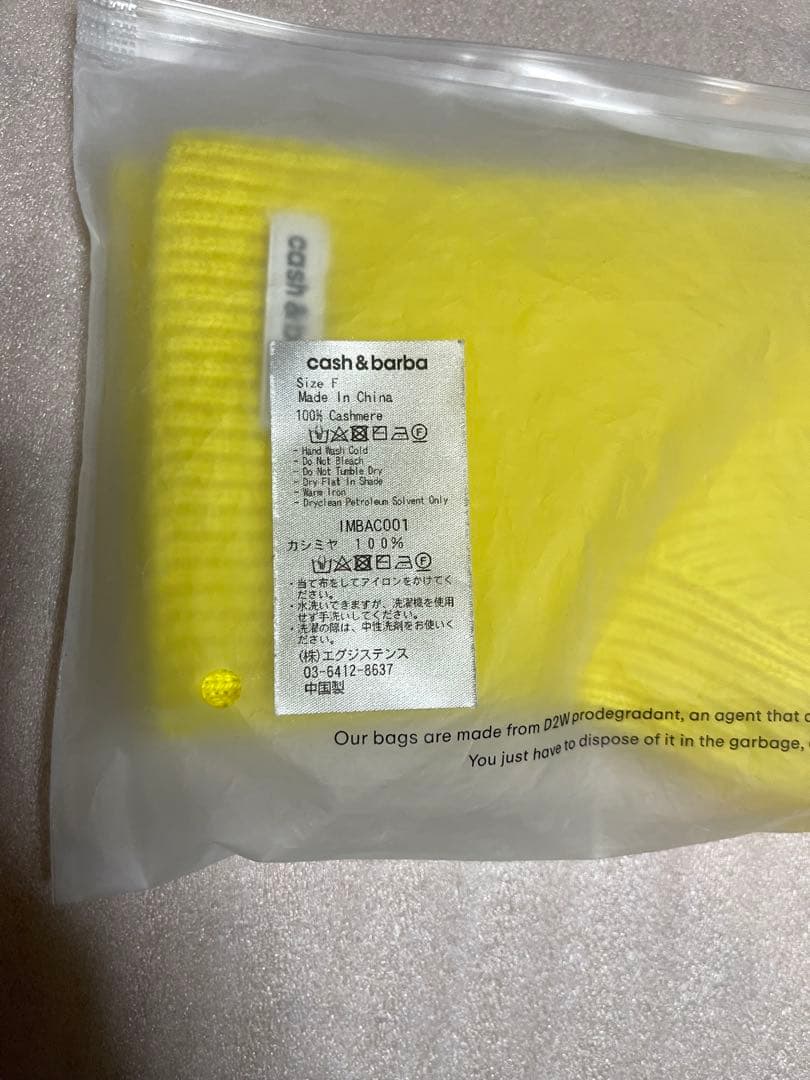 cash & b
cash&barba
Size F
Made In China
100% Cashmere
- Hand Wash Cold
- Do Not Bleach
- Do Not Tumble Dry
- Dry Flat In Shade
- Warm Iron
- Dryclean Petroleum Solvent Only
IMBAC001
カシミヤ 100%
・当て布をしてアイロンをかけてく
ださい。
・水洗いできますが、洗濯機を使用
せず手洗いしてください。
・洗濯の際は、中性洗剤をお使いく
ださい。
(株)エグジステンス
03-6412-8637
中国製
Our bags are made from D2W prodegradant, an agent that
You just have to dispose of it in the garbage,